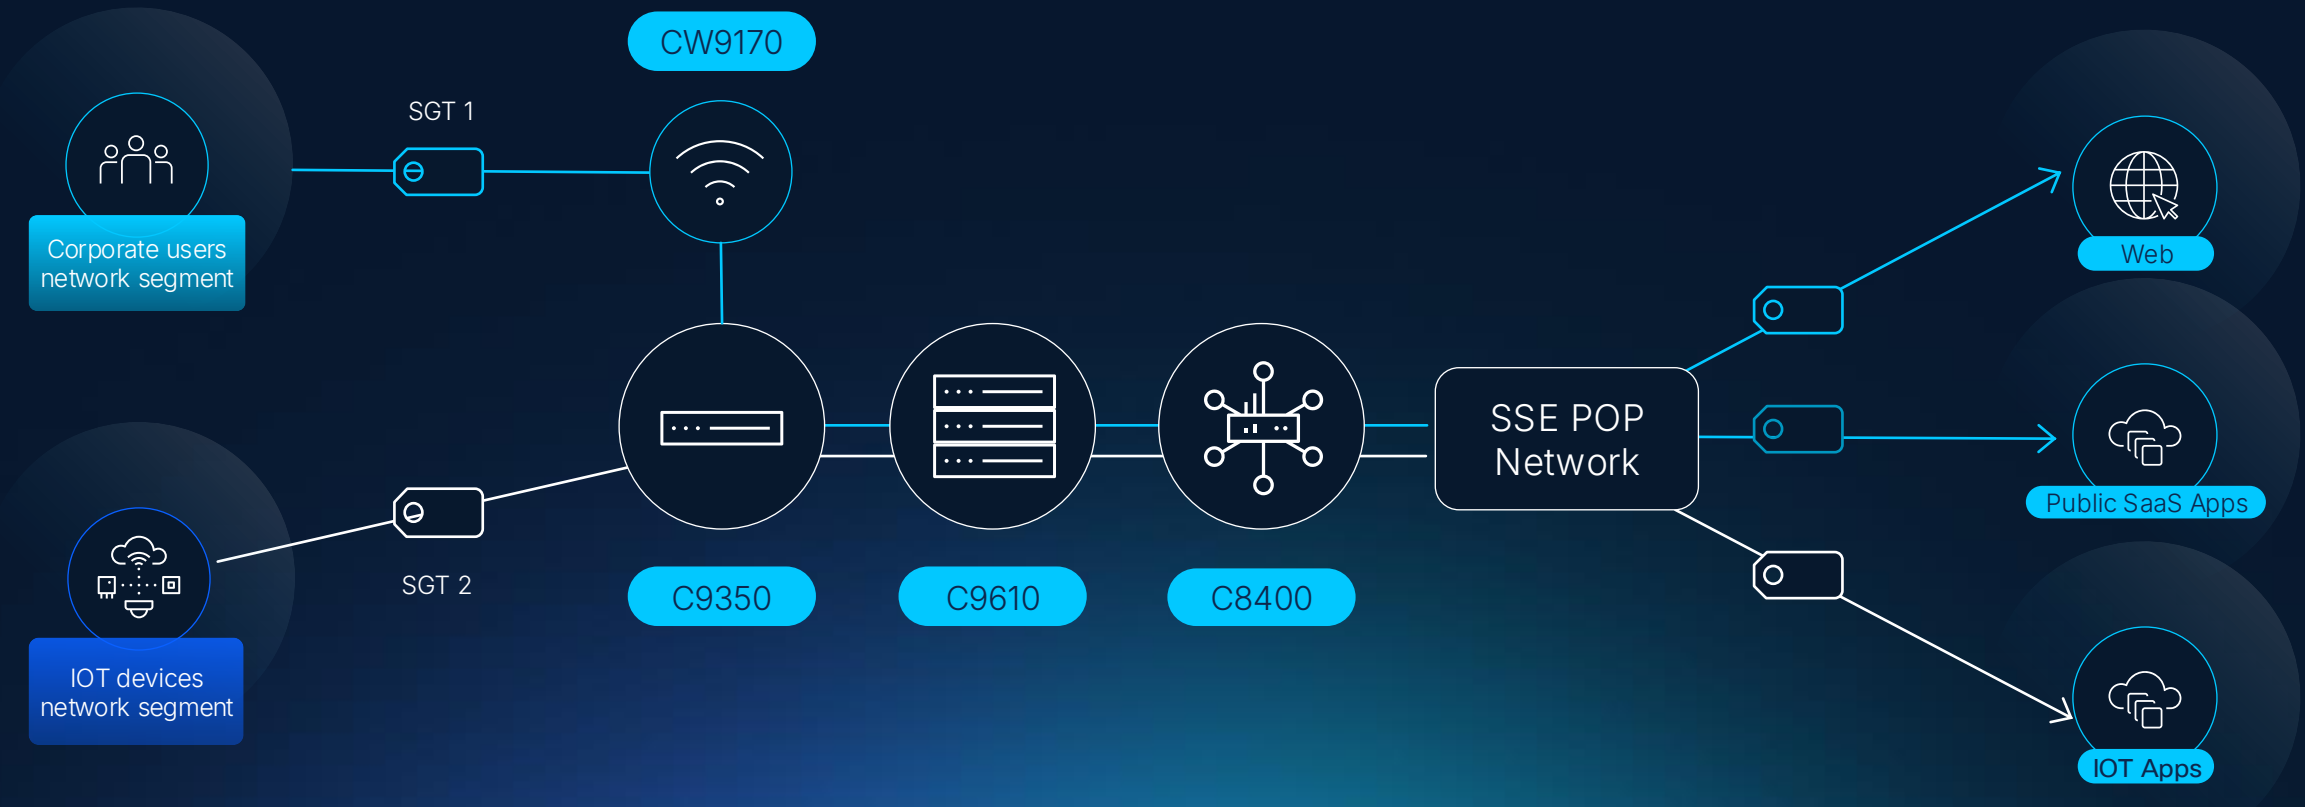 CW9170
SGT 1
Corporate users
network segment
Web
SSE POP
Network
Public SaaS Apps
SGT 2
C9350
C9610
C8400
IOT devices
network segment
IOT Apps